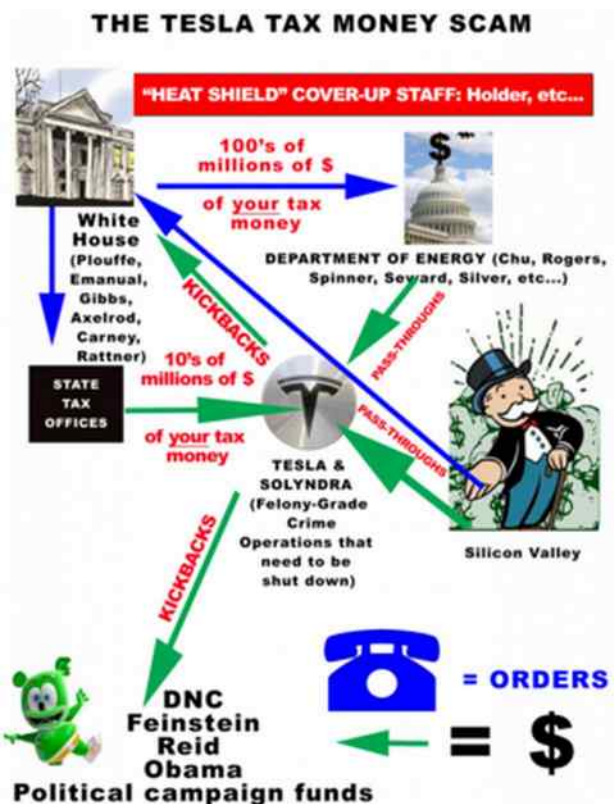 THE TESLA TAX MONEY SCAM
"HEAT SHIELD" COVER-UP STAFF: Holder, etc...
100's of
millions of $
of your tax
money
$
White
House
(Plouffe,
Emanual,
Gibbs,
Axelrod,
Carney,
Rattner)
DEPARTMENT OF ENERGY (Chu, Rogers,
Spinner, Seward, Silver, etc...)
KICKBACKS
PASS-THROUGHS
STATE
TAX
OFFICES
10's of
millions of $
of your tax
money
PASS-THROUGHS
TESLA &
SOLYNDRA
(Felony-Grade
Crime
Operations that
need to be
shut down)
Silicon Valley
KICKBACKS
= ORDERS
DNC
Feinstein
Reid
Obama
Political campaign funds
= $